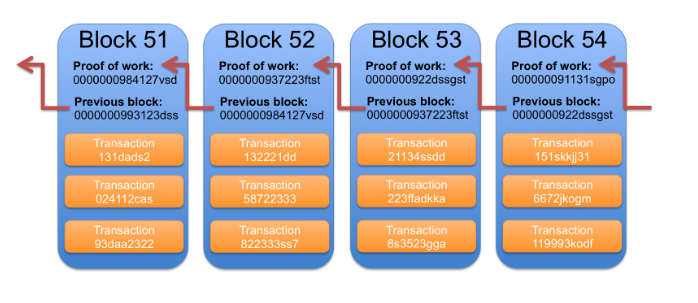 Block 51
Proof of work:
0000000984127vsd
Previous block:
0000000993123dss
Transaction
131dads2
Transaction
024112cas
Transaction
93daa2322
Block 52
Proof of work:
0000000937223ftst
Previous block:
0000000984127vsd
Transaction
132221dd
Transaction
58722333
Transaction
822333ss7
Block 53
Proof of work:
0000000922dssgst
Previous block:
0000000937223ftst
Transaction
21134ssdd
Transaction
223ffadkka
Transaction
8s3523gga
Block 54
Proof of work:
000000091131sgpo
Previous block:
0000000922dssgst
Transaction
151skkjj31
Transaction
6672jkogm
Transaction
119993kodf